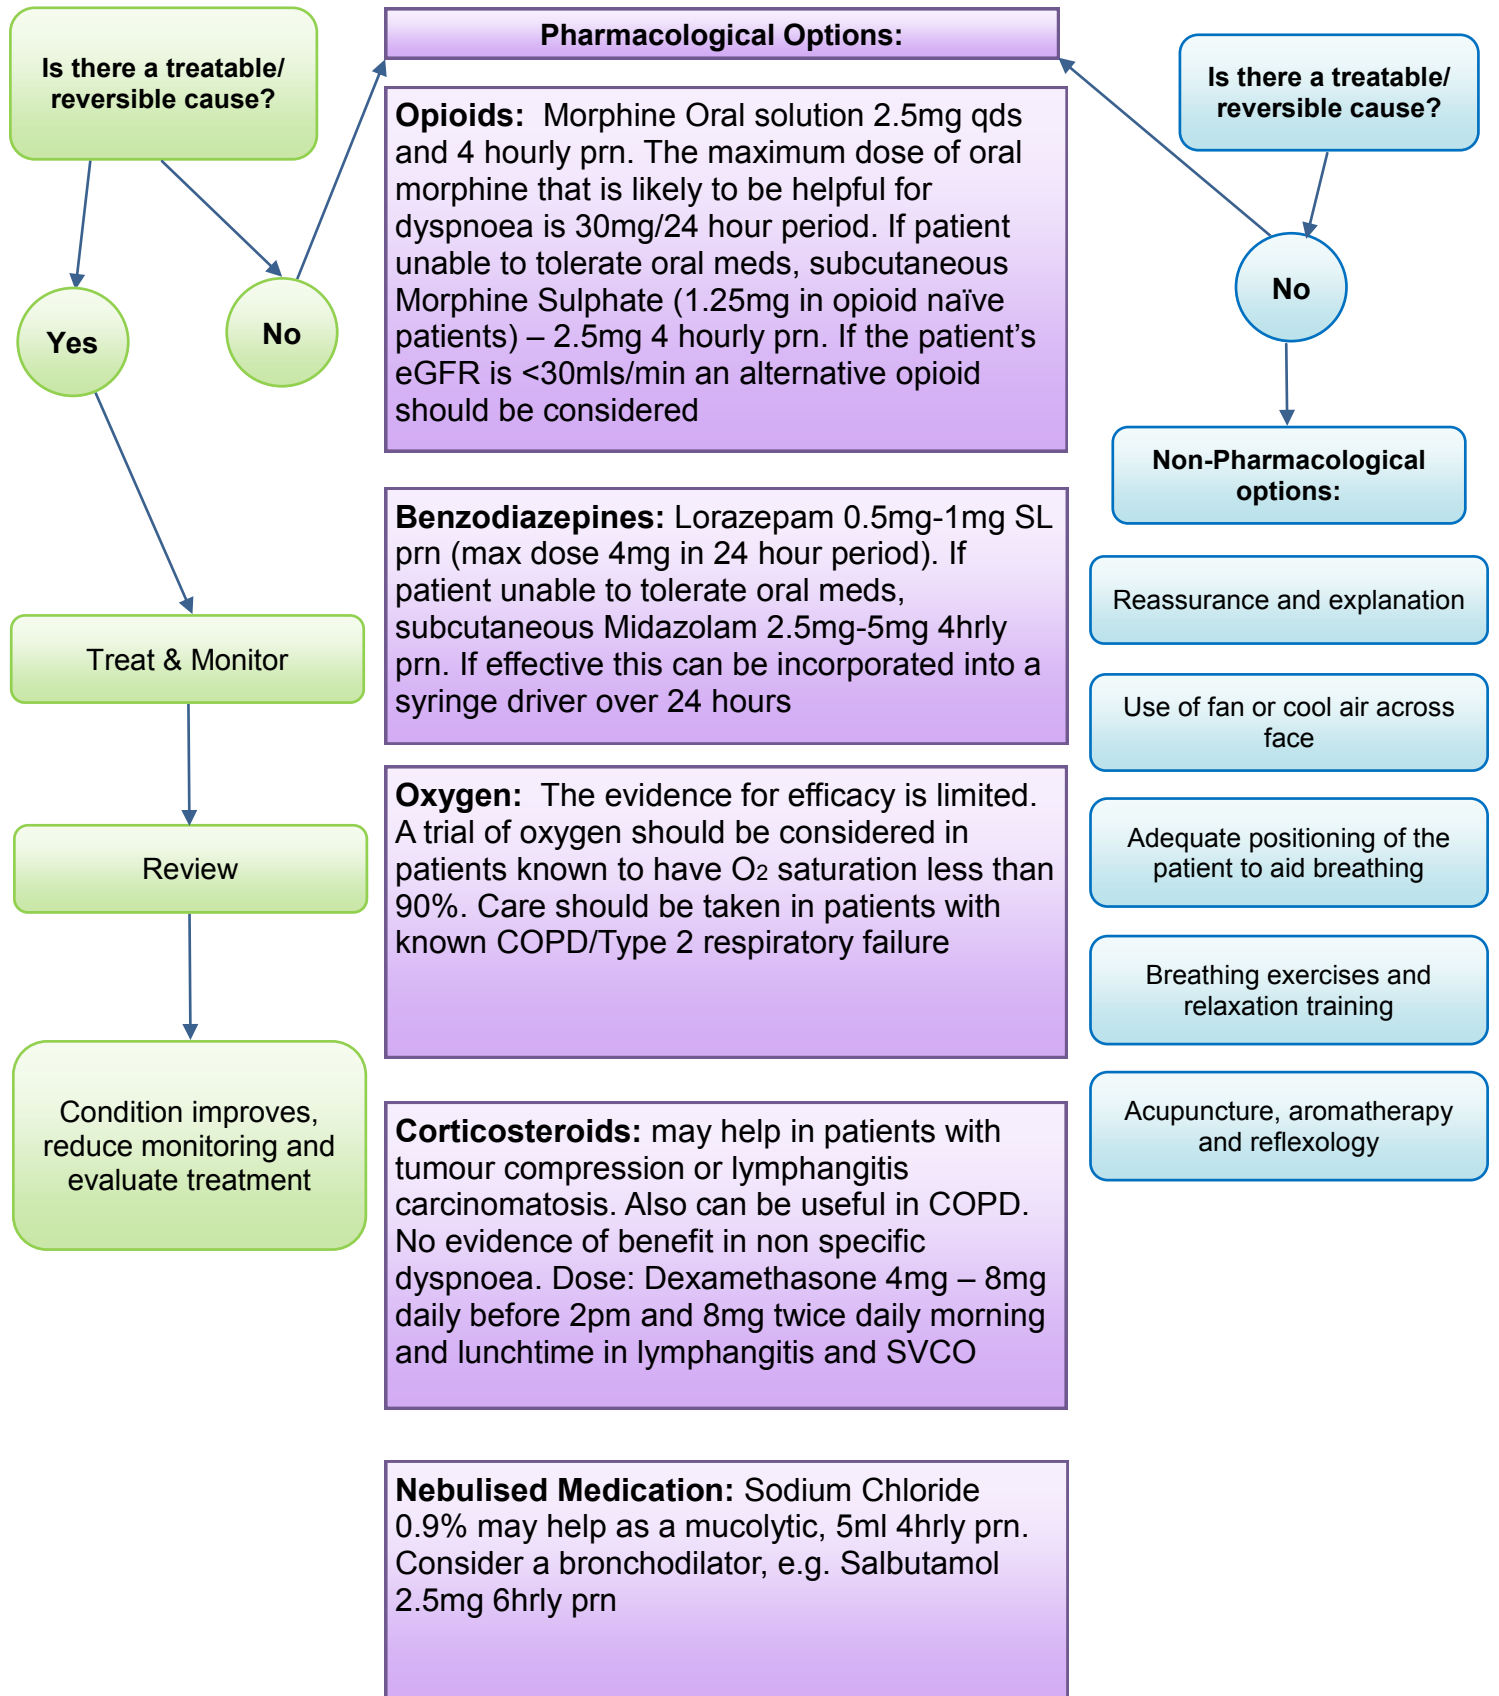 Is there a treatable/
reversible cause?
Yes
No
Treat & Monitor
Review
Condition improves,
reduce monitoring and
evaluate treatment
Pharmacological Options:
Opioids: Morphine Oral solution 2.5mg qds
and 4 hourly prn. The maximum dose of oral
morphine that is likely to be helpful for
dyspnoea is 30mg/24 hour period. If patient
unable to tolerate oral meds, subcutaneous
Morphine Sulphate (1.25mg in opioid naïve
patients) – 2.5mg 4 hourly prn. If the patient’s
eGFR is <30mls/min an alternative opioid
should be considered
Benzodiazepines: Lorazepam 0.5mg-1mg SL
prn (max dose 4mg in 24 hour period). If
patient unable to tolerate oral meds,
subcutaneous Midazolam 2.5mg-5mg 4hrly
prn. If effective this can be incorporated into a
syringe driver over 24 hours
Oxygen: The evidence for efficacy is limited.
A trial of oxygen should be considered in
patients known to have O2 saturation less than
90%. Care should be taken in patients with
known COPD/Type 2 respiratory failure
Corticosteroids: may help in patients with
tumour compression or lymphangitis
carcinomatosis. Also can be useful in COPD.
No evidence of benefit in non specific
dyspnoea. Dose: Dexamethasone 4mg – 8mg
daily before 2pm and 8mg twice daily morning
and lunchtime in lymphangitis and SVCO
Nebulised Medication: Sodium Chloride
0.9% may help as a mucolytic, 5ml 4hrly prn.
Consider a bronchodilator, e.g. Salbutamol
2.5mg 6hrly prn
Is there a treatable/
reversible cause?
No
Non-Pharmacological
options:
Reassurance and explanation
Use of fan or cool air across
face
Adequate positioning of the
patient to aid breathing
Breathing exercises and
relaxation training
Acupuncture, aromatherapy
and reflexology